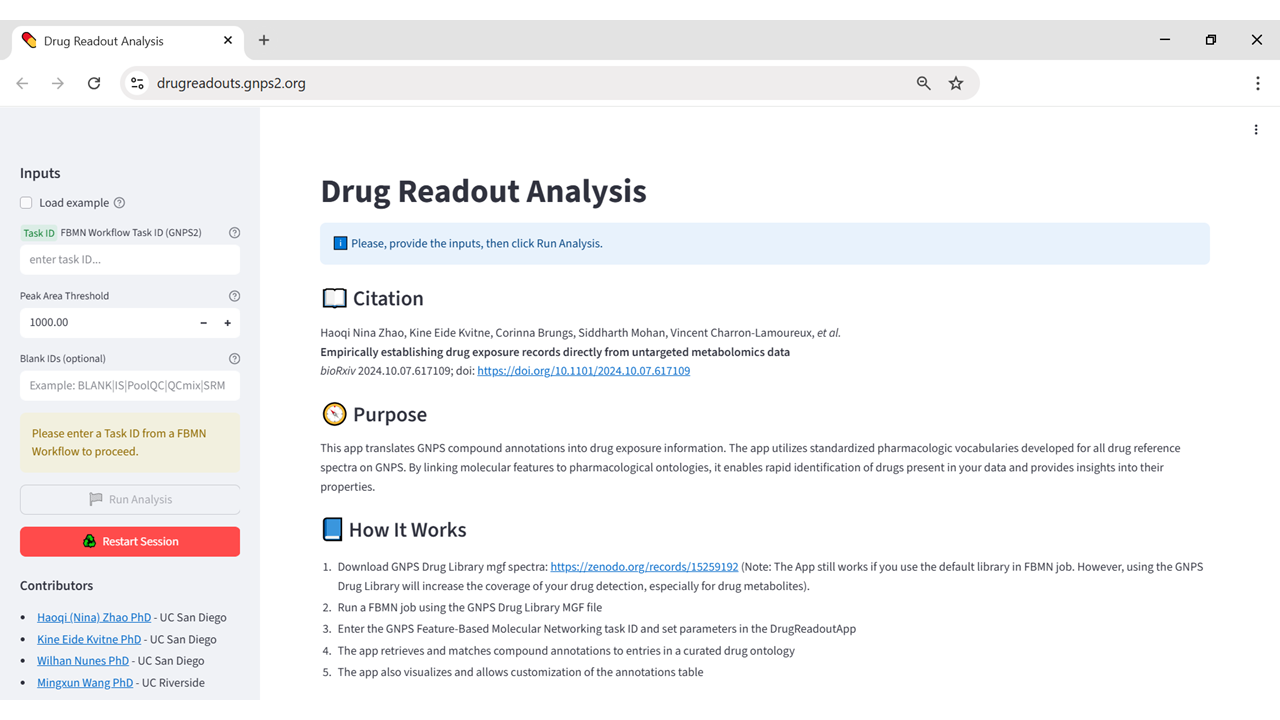 Drug Readout Analysis
drugreadouts.gnps2.org
Inputs
Load example
Task ID FBMN Workflow Task ID (GNPS2)
enter task ID...
Peak Area Threshold
1000.00
Blank IDs (optional)
Example: BLANK|IS|PoolQC|QCmix|SRM
Please enter a Task ID from a FBMN
Workflow to proceed.
Run Analysis
Restart Session
Contributors
Haoqi (Nina) Zhao PhD - UC San Diego
Kine Eide Kvitne PhD - UC San Diego
Wilhan Nunes PhD - UC San Diego
Mingxun Wang PhD - UC Riverside
Drug Readout Analysis
Please, provide the inputs, then click Run Analysis.
Citation
Haoqi Nina Zhao, Kine Eide Kvitne, Corinna Brungs, Siddharth Mohan, Vincent Charron-Lamoureux, et al.
Empirically establishing drug exposure records directly from untargeted metabolomics data
bioRxiv 2024.10.07.617109; doi: https://doi.org/10.1101/2024.10.07.617109
Purpose
This app translates GNPS compound annotations into drug exposure information. The app utilizes standardized pharmacologic vocabularies developed for all drug reference
spectra on GNPS. By linking molecular features to pharmacological ontologies, it enables rapid identification of drugs present in your data and provides insights into their
properties.
How It Works
1. Download GNPS Drug Library mgf spectra: https://zenodo.org/records/15259192 (Note: The App still works if you use the default library in FBMN job. However, using the GNPS
Drug Library will increase the coverage of your drug detection, especially for drug metabolites).
2. Run a FBMN job using the GNPS Drug Library MGF file
3. Enter the GNPS Feature-Based Molecular Networking task ID and set parameters in the DrugReadoutApp
4. The app retrieves and matches compound annotations to entries in a curated drug ontology
5. The app also visualizes and allows customization of the annotations table